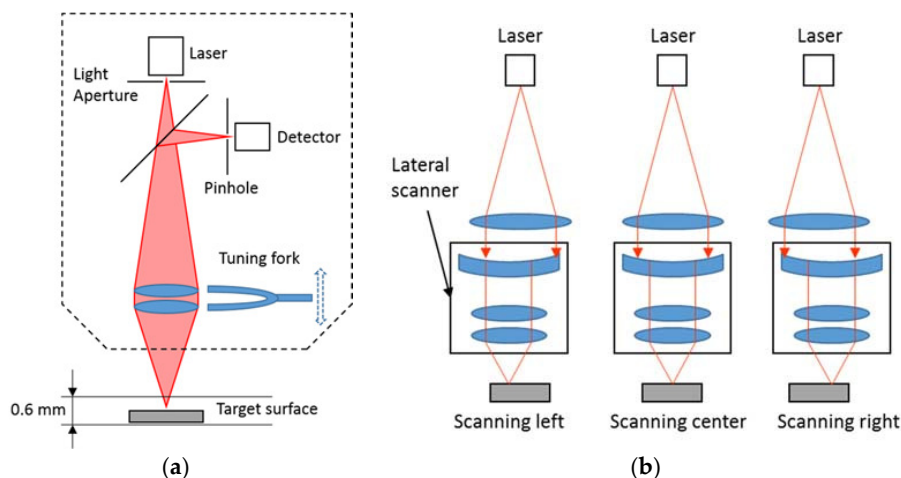 Laser
Light
Aperture
Detector
Pinhole
Tuning fork
0.6 mm
Target surface
(a)
Laser
Laser
Laser
Lateral
scanner
Scanning left
Scanning center
Scanning right
(b)